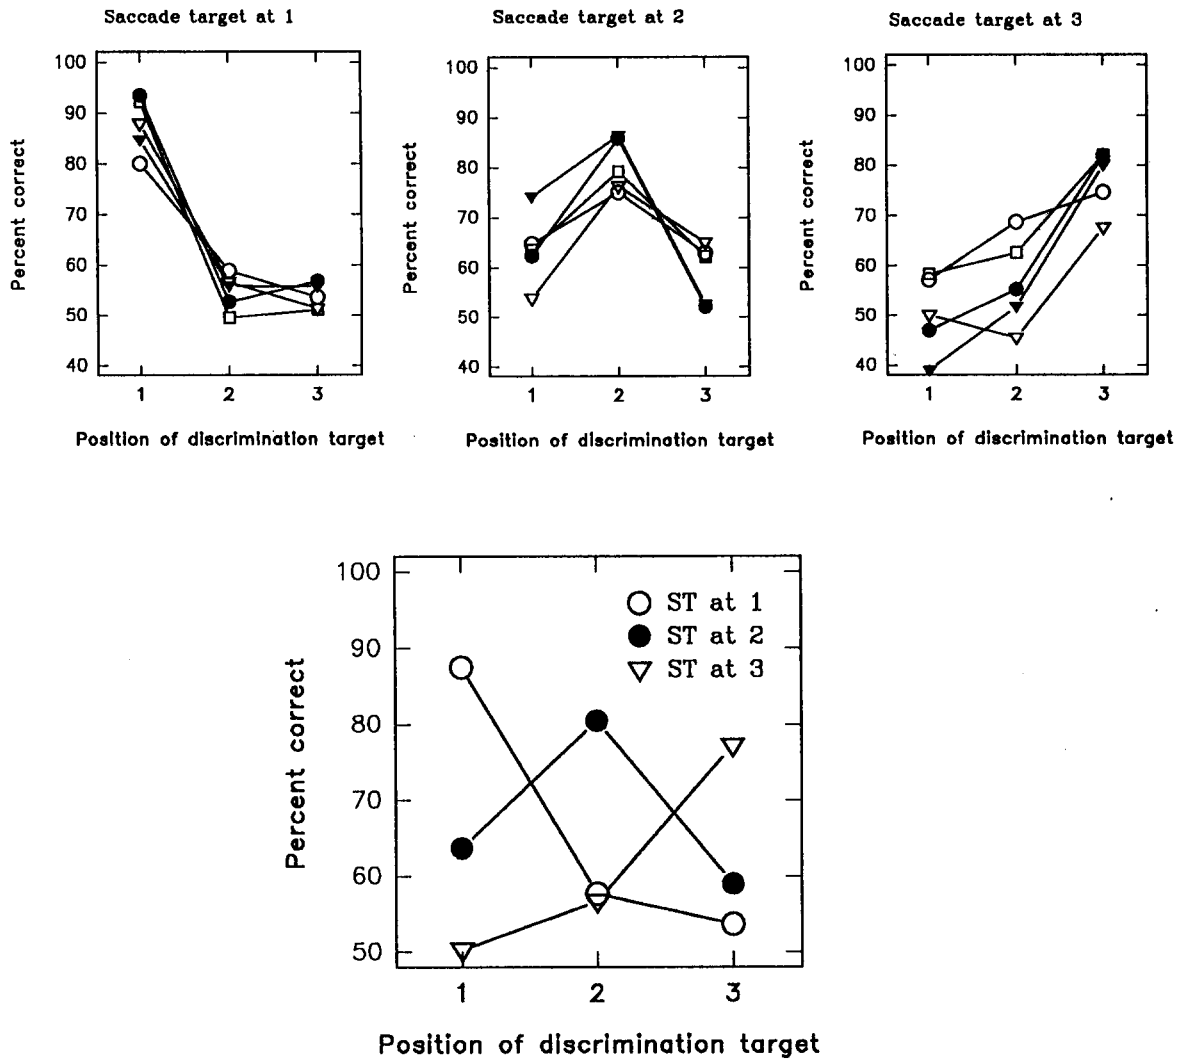 Saccade target at 1
Percent correct
100
90
80
70
60
50
40
1 2 3
Position of discrimination target
Saccade target at 2
Percent correct
100
90
80
70
60
50
40
1 2 3
Position of discrimination target
Saccade target at 3
Percent correct
100
90
80
70
60
50
40
1 2 3
Position of discrimination target
Percent correct
100
90
80
70
60
50
ST at 1
ST at 2
ST at 3
1 2 3
Position of discrimination target